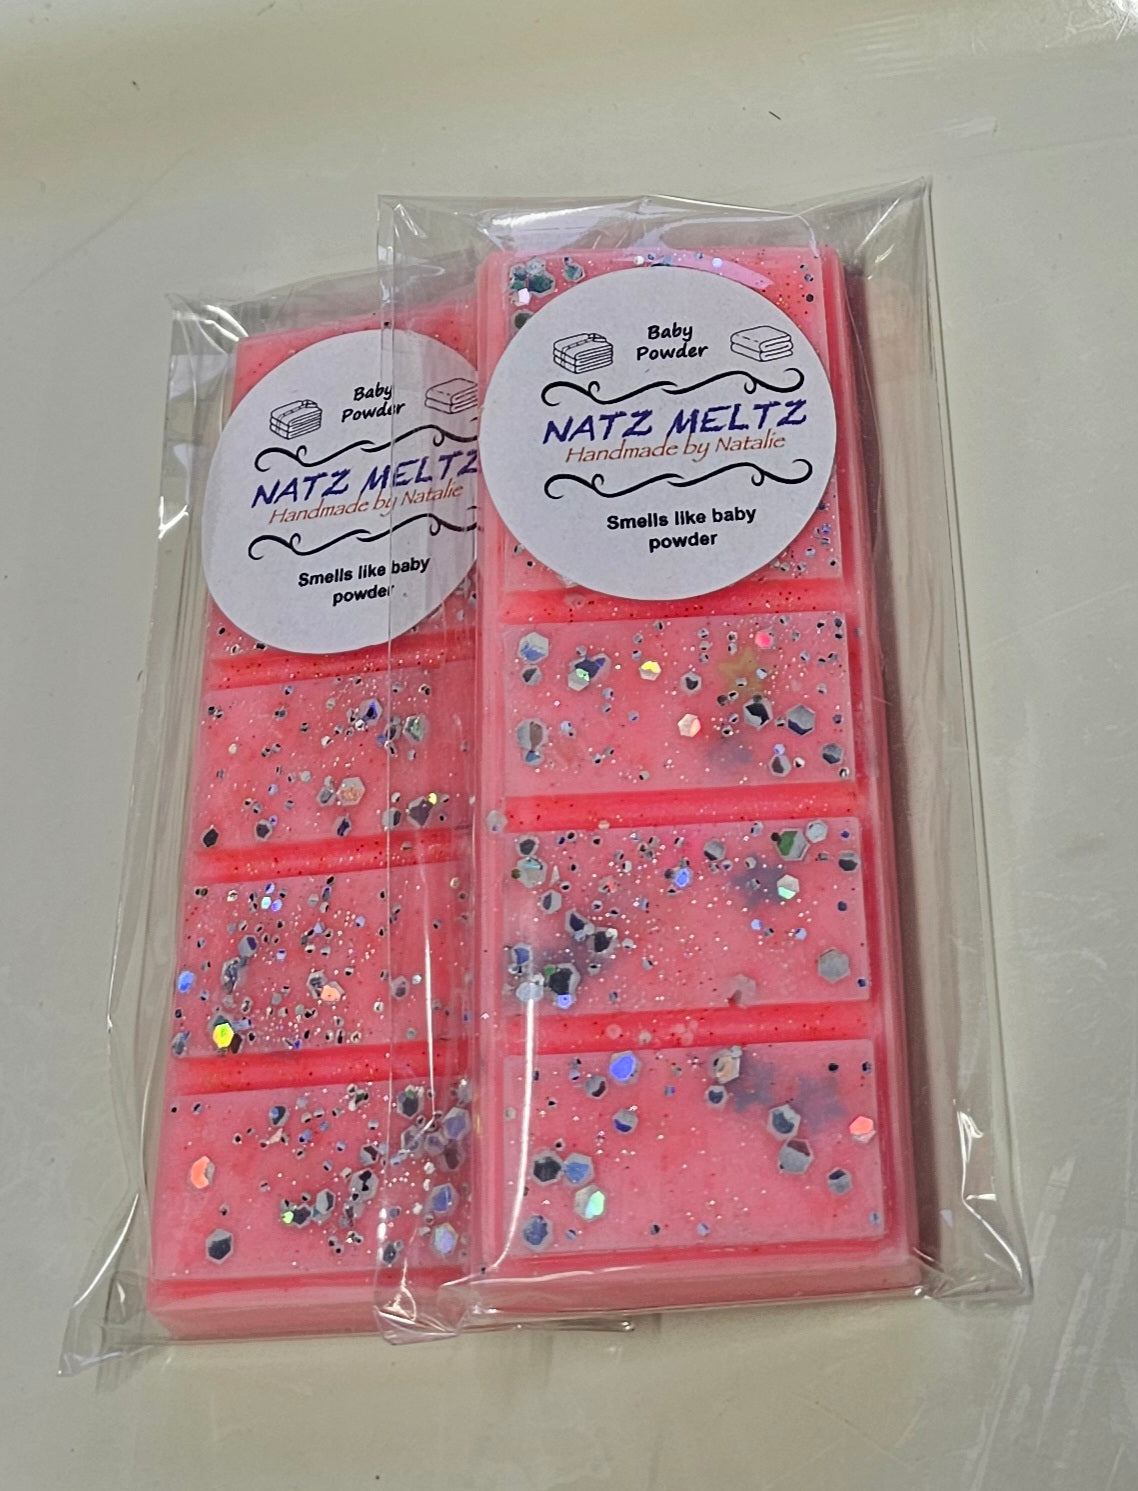 Baby
Powder
NATZ MELTZ
Handmade by Natalie
Smells like baby
powder
Baby
Powder
NATZ MELTZ
Handmade by Natalie
Smells like baby
powder